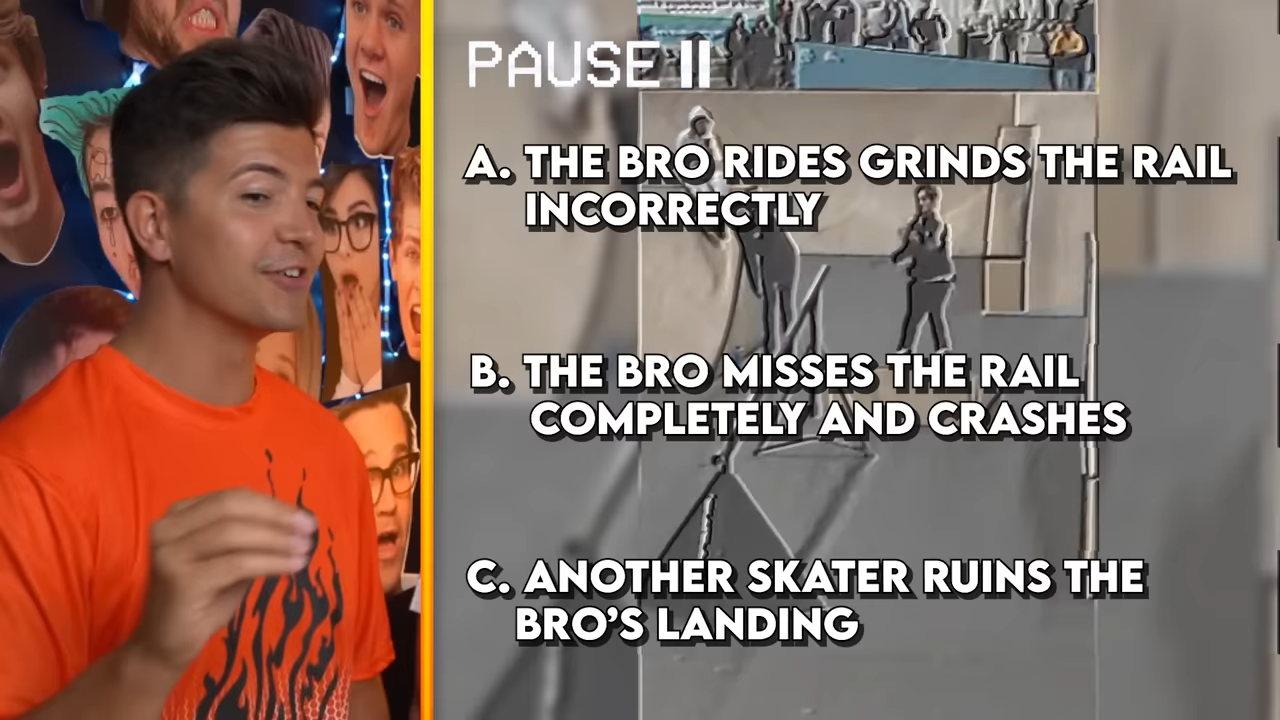 PAUSE II
A. THE BRO RIDES GRINDS THE RAIL
INCORRECTLY
B. THE BRO MISSES THE RAIL
COMPLETELY AND CRASHES
C. ANOTHER SKATER RUINS THE
BRO'S LANDING